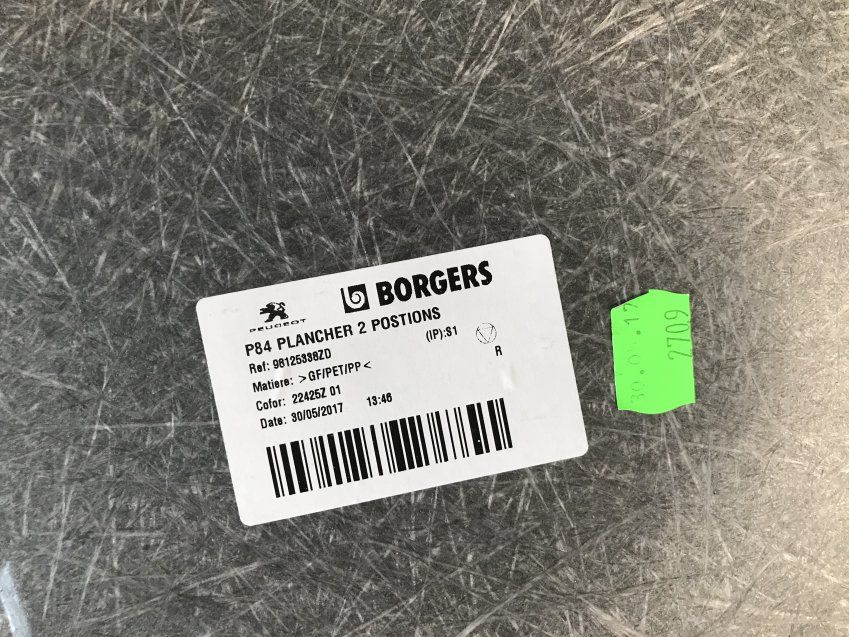 PEUGEOT
BORGERS
P84 PLANCHER 2 POSTIONS
Ref: 98125338ZD
(IP):S1
Matiere: >GF/PET/PP<
R
Cofor: 22425Z 01
Date: 30/05/2017 13:46
2709